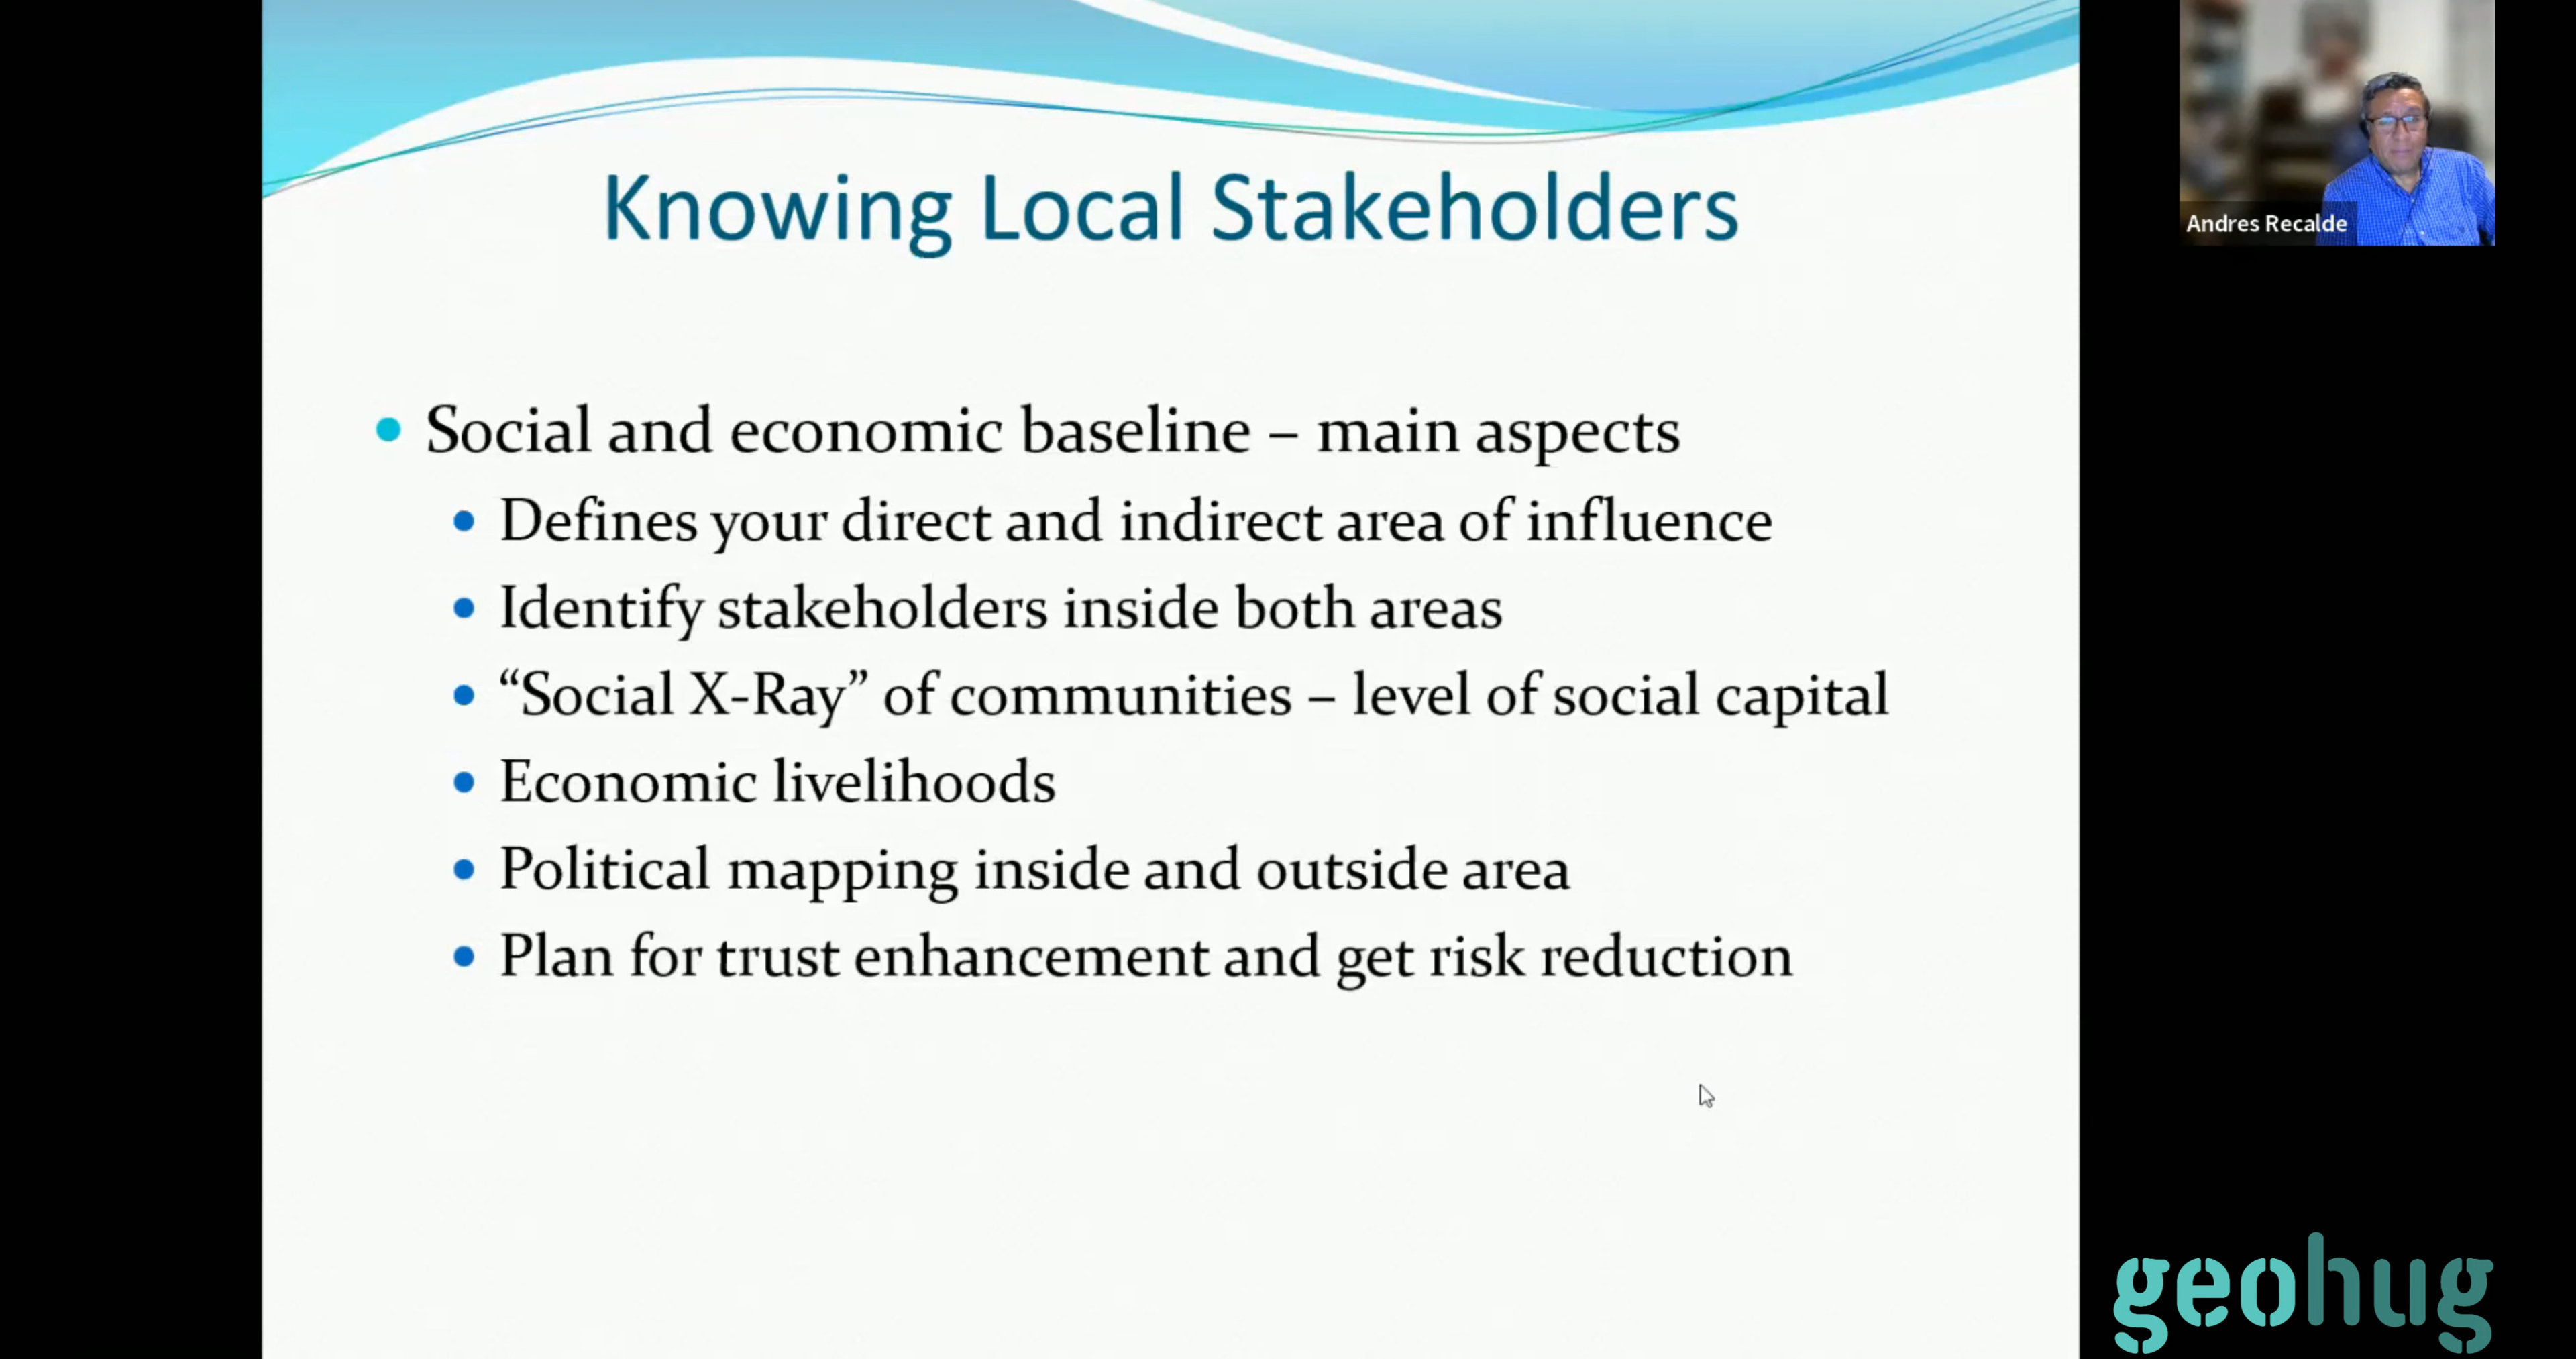 Knowing Local Stakeholders
Andres Recalde
Social and economic baseline – main aspects
Defines your direct and indirect area of influence
Identify stakeholders inside both areas
“Social X-Ray” of communities – level of social capital
Economic livelihoods
Political mapping inside and outside area
Plan for trust enhancement and get risk reduction
geohug